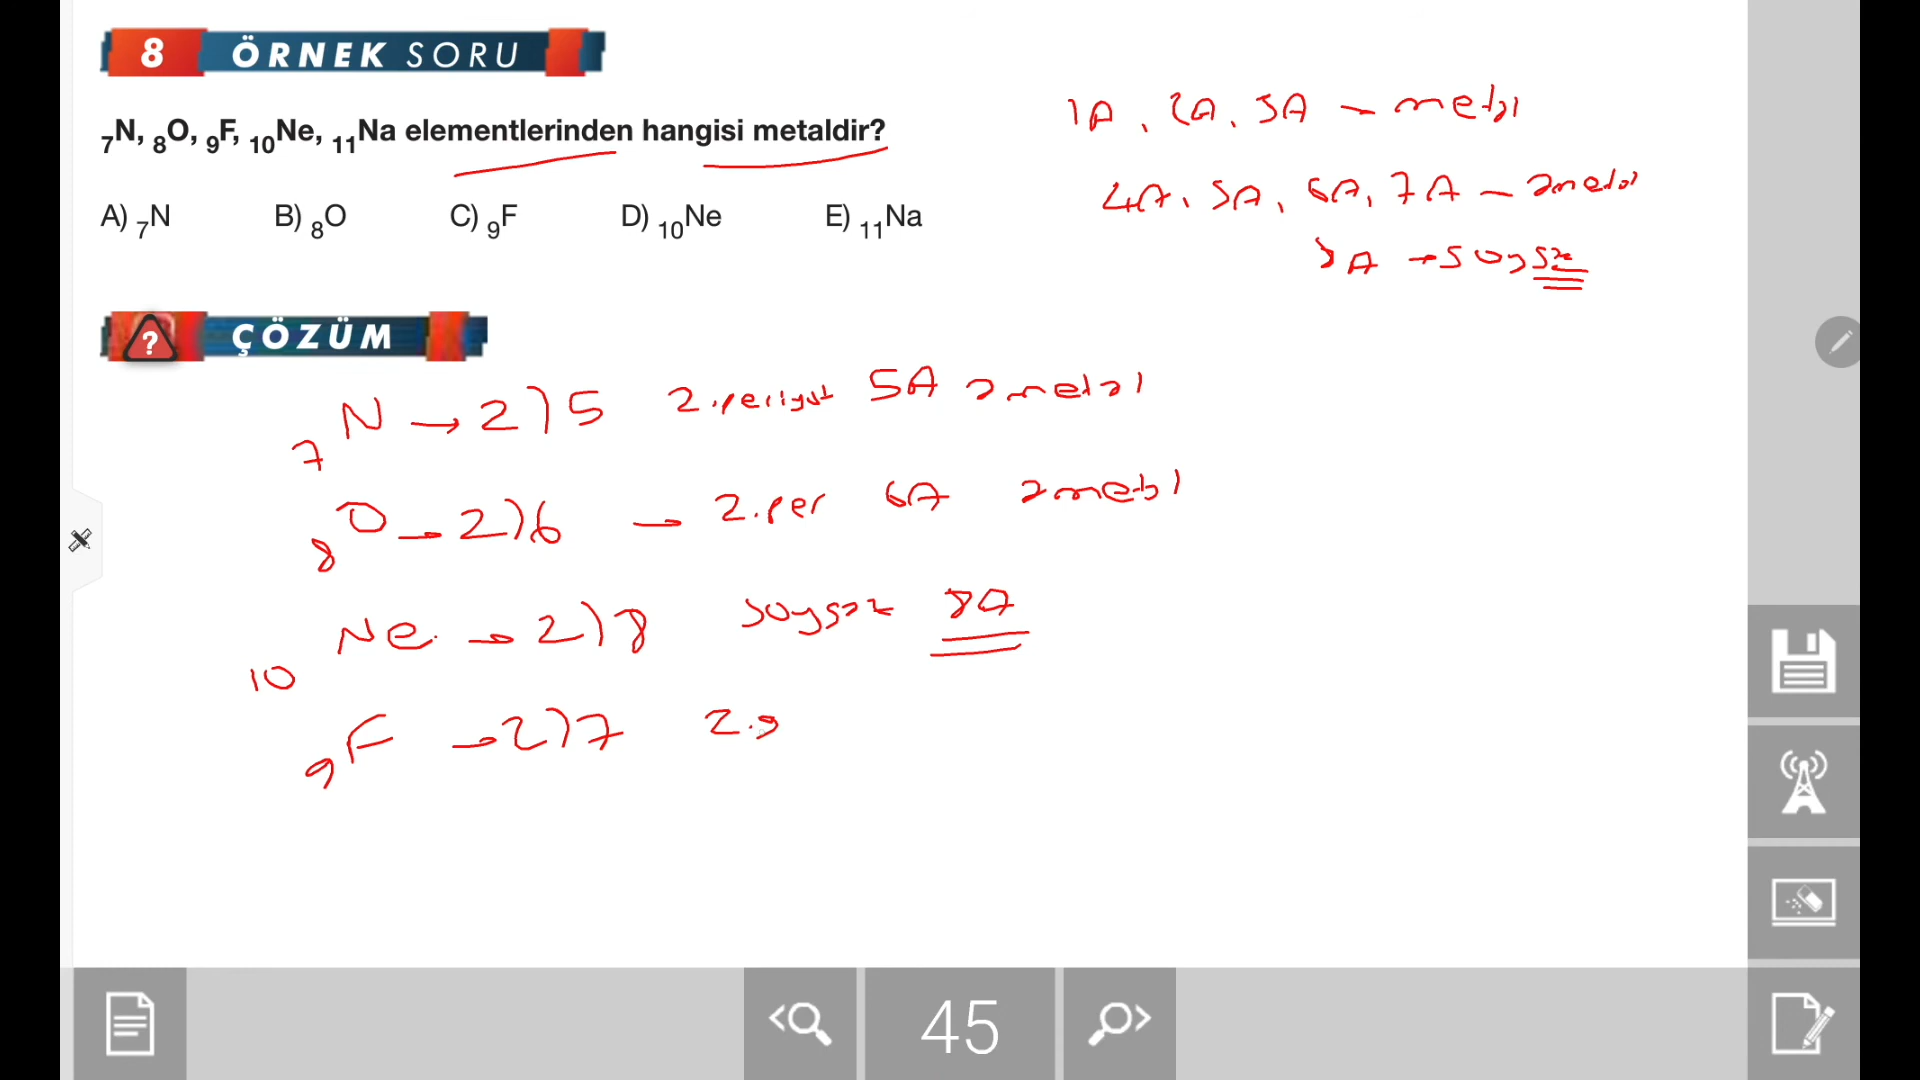 8 ÖRNEK SORU
₇N, ₈O, ₉F, ₁₀Ne, ₁₁Na elementlerinden hangisi metaldir?
A) ₇N B) ₈O C) ₉F D) ₁₀Ne E) ₁₁Na
1A, 2A, 3A → metal
4A, 5A, 6A, 7A → ametal
8A → soygaz
? ÇÖZÜM
₇N → 2)5 2.periyot 5A ametal
₈O → 2)6 → 2.per 6A ametal
₁₀Ne → 2)8 soygaz 8A
₉F → 2)7 2.
45